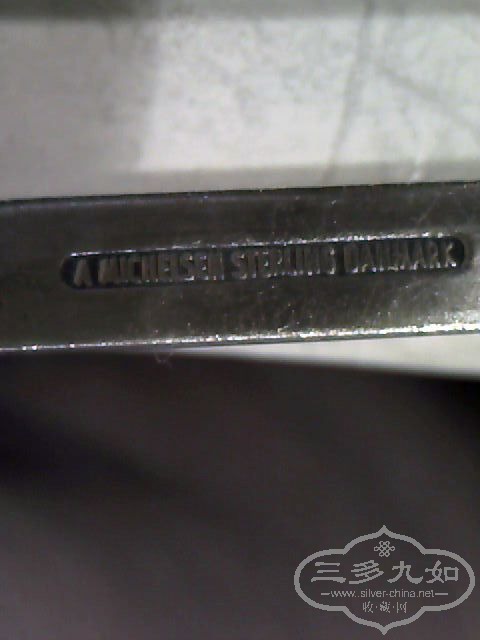 A MICHELSEN STERLING DANMARK
三多九如
www.silver-china.net
收·藏·网